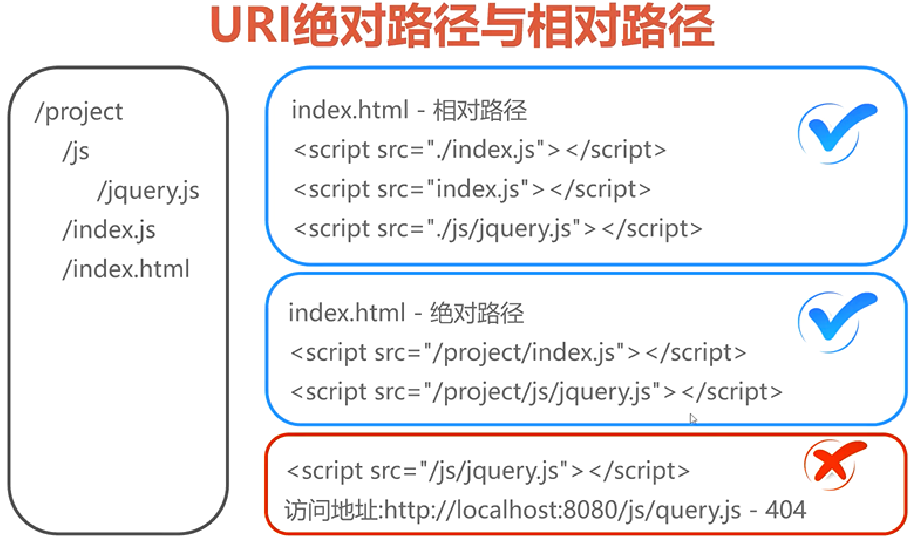 URI绝对路径与相对路径
/project
/js
/jquery.js
/index.js
/index.html
index.html - 相对路径
<script src="./index.js"></script>
<script src="index.js"></script>
<script src="./js/jquery.js"></script>
index.html - 绝对路径
<script src="/project/index.js"></script>
<script src="/project/js/jquery.js"></script>
<script src="/js/jquery.js"></script>
访问地址:http://localhost:8080/js/query.js - 404